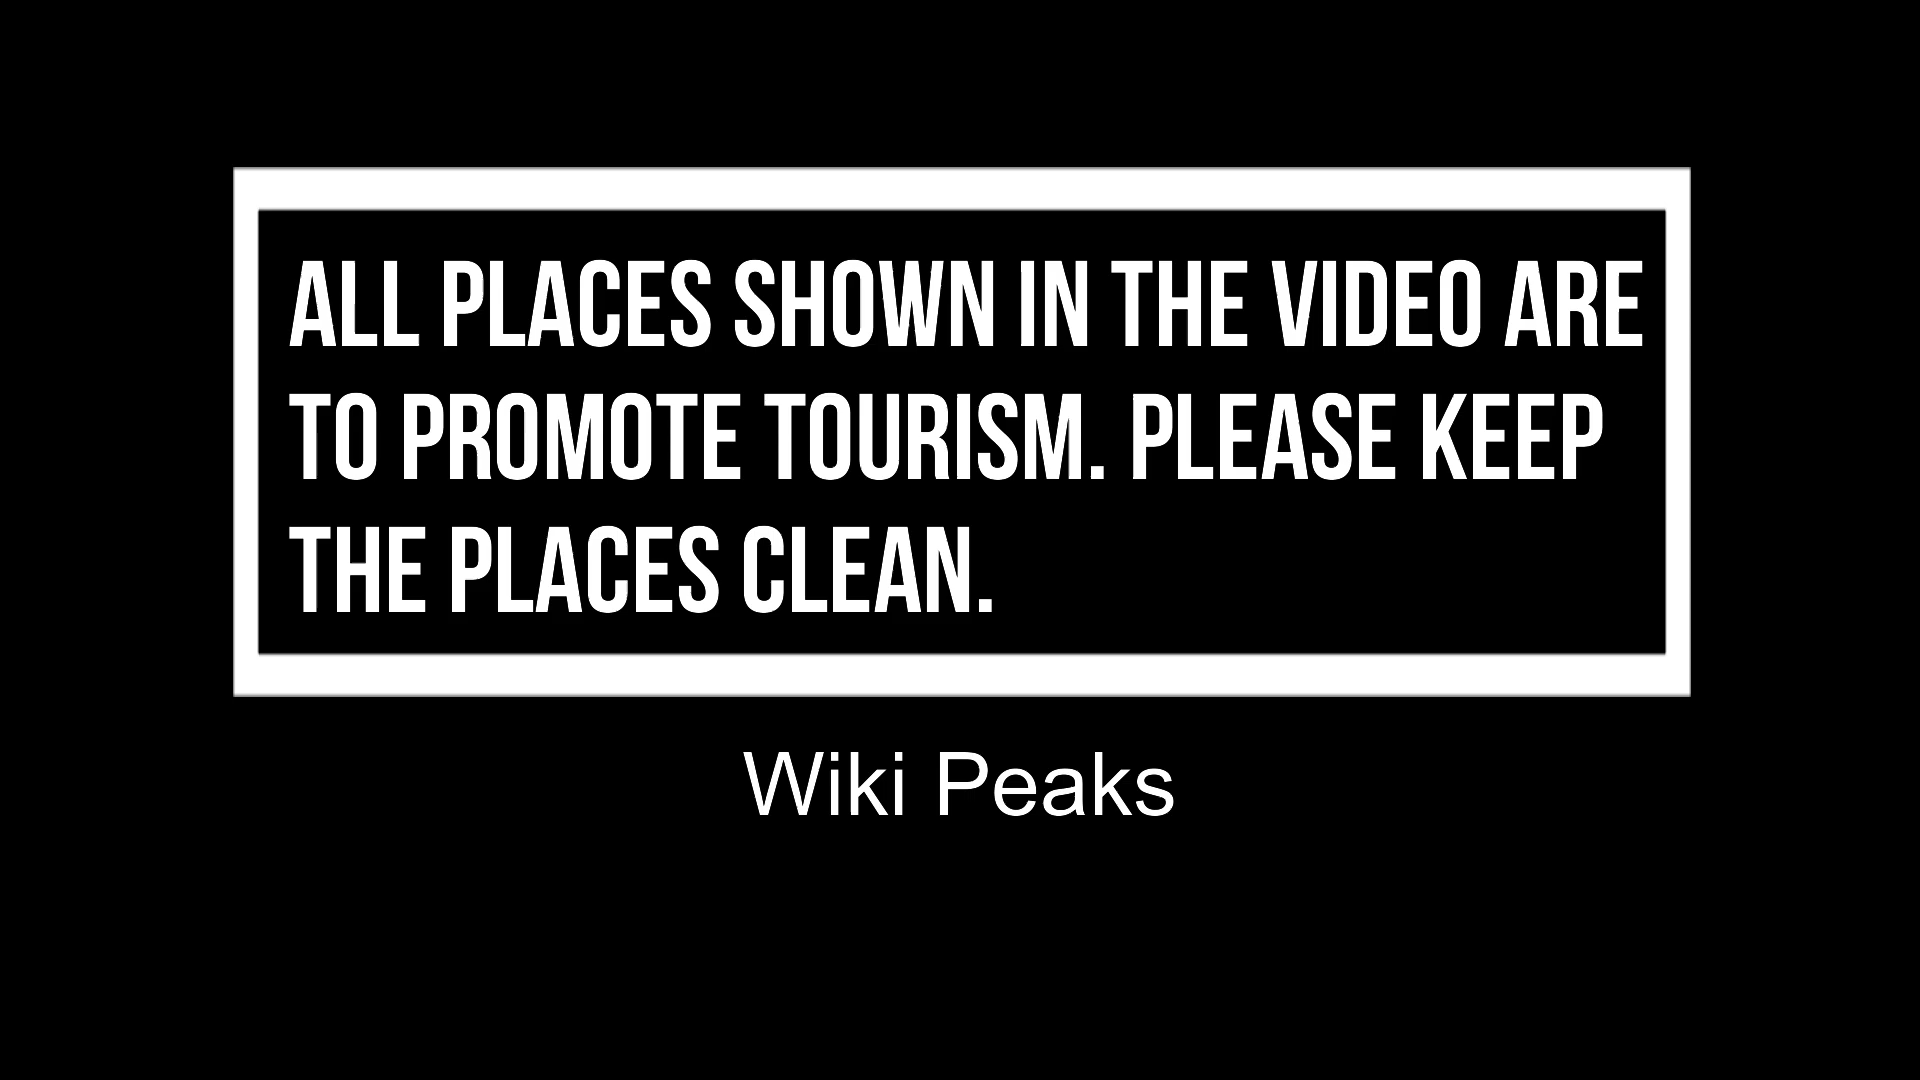 ALL PLACES SHOWN IN THE VIDEO ARE
TO PROMOTE TOURISM. PLEASE KEEP
THE PLACES CLEAN.
Wiki Peaks